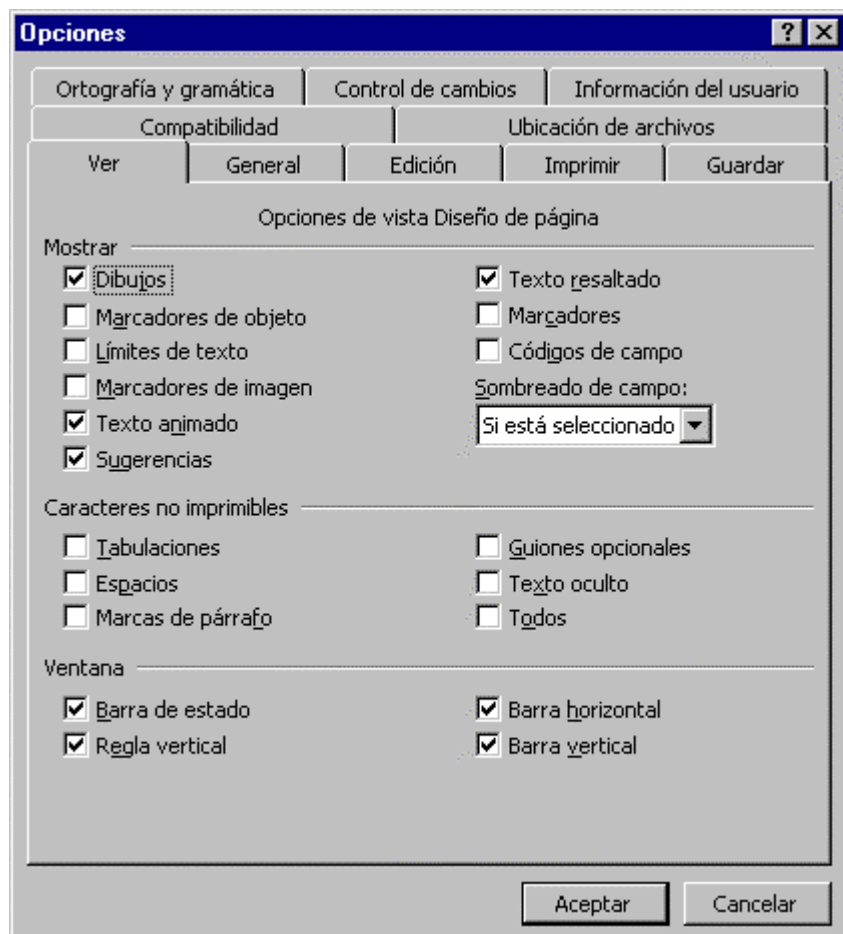 Opciones
Ortografía y gramática Control de cambios Información del usuario
Compatibilidad Ubicación de archivos
Ver General Edición Imprimir Guardar
Opciones de vista Diseño de página
Mostrar
Dibujos Texto resaltado
Marcadores de objeto Marcadores
Límites de texto Códigos de campo
Marcadores de imagen Sombreado de campo:
Texto animado Si está seleccionado
Sugerencias
Caracteres no imprimibles
Tabulaciones Guiones opcionales
Espacios Texto oculto
Marcas de párrafo Todos
Ventana
Barra de estado Barra horizontal
Regla vertical Barra vertical
Aceptar Cancelar